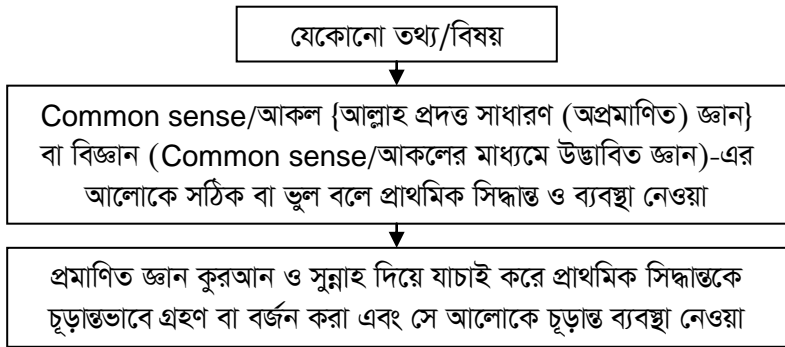 যেকোনো তথ্য/বিষয়
Common sense/আকল {আল্লাহ প্রদত্ত সাধারণ (অপ্রমাণিত) জ্ঞান}
বা বিজ্ঞান (Common sense/আকলের মাধ্যমে উদ্ভাবিত জ্ঞান)-এর
আলোকে সঠিক বা ভুল বলে প্রাথমিক সিদ্ধান্ত ও ব্যবস্থা নেওয়া
প্রমাণিত জ্ঞান কুরআন ও সুন্নাহ দিয়ে যাচাই করে প্রাথমিক সিদ্ধান্তকে
চূড়ান্তভাবে গ্রহণ বা বর্জন করা এবং সে আলোকে চূড়ান্ত ব্যবস্থা নেওয়া